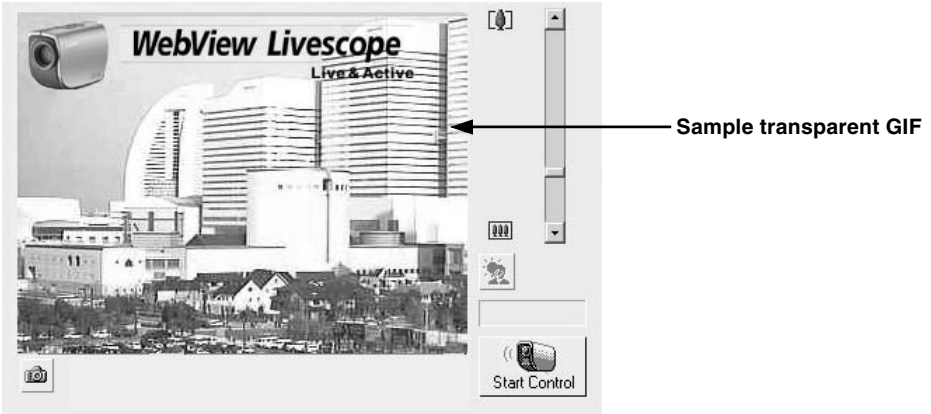 WebView Livescope
Live & Active
Sample transparent GIF
Start Control